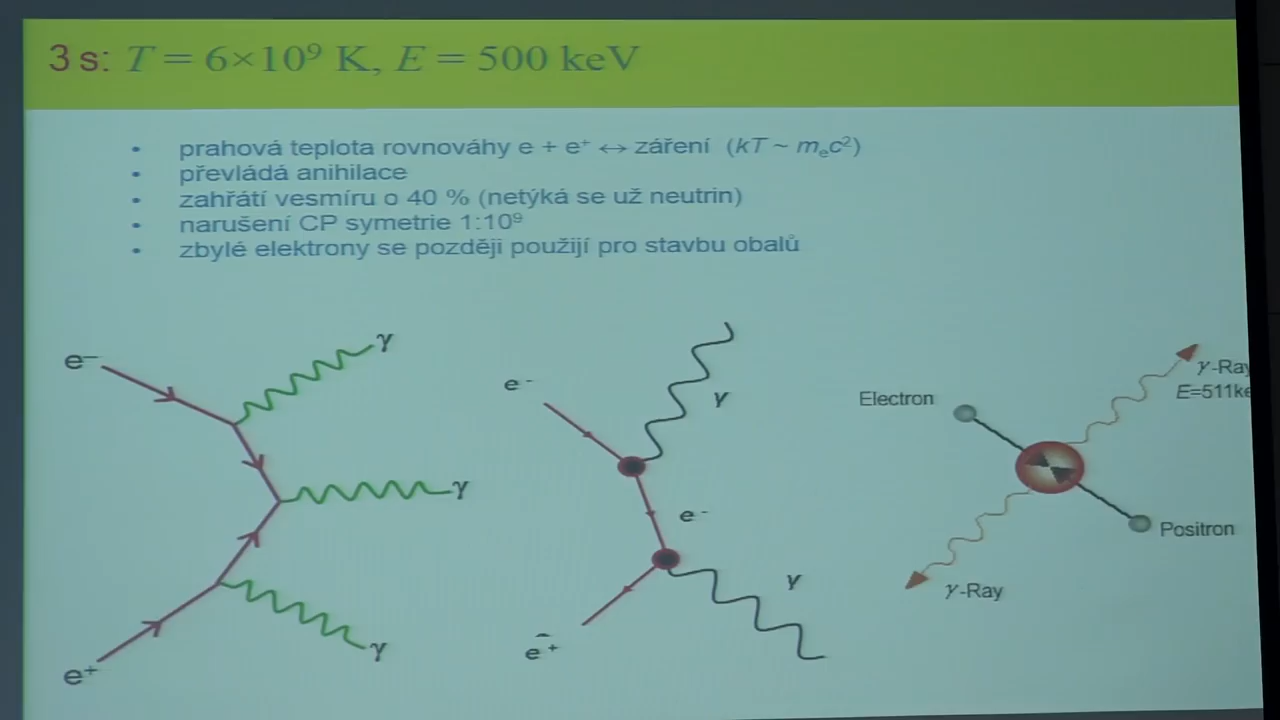 3 s: T = 6×10⁹ K, E = 500 keV
• prahová teplota rovnováhy e + e⁺ ↔ záření (kT ~ mₑc²)
• převládá anihilace
• zahřátí vesmíru o 40 % (netýká se už neutrin)
• narušení CP symetrie 1:10⁹
• zbylé elektrony se později použijí pro stavbu obalů
e⁻
γ
γ
γ
e⁺
e⁻
γ
e⁻
γ
e⁺
Electron
γ-Ray
E=511ke
Positron
γ-Ray